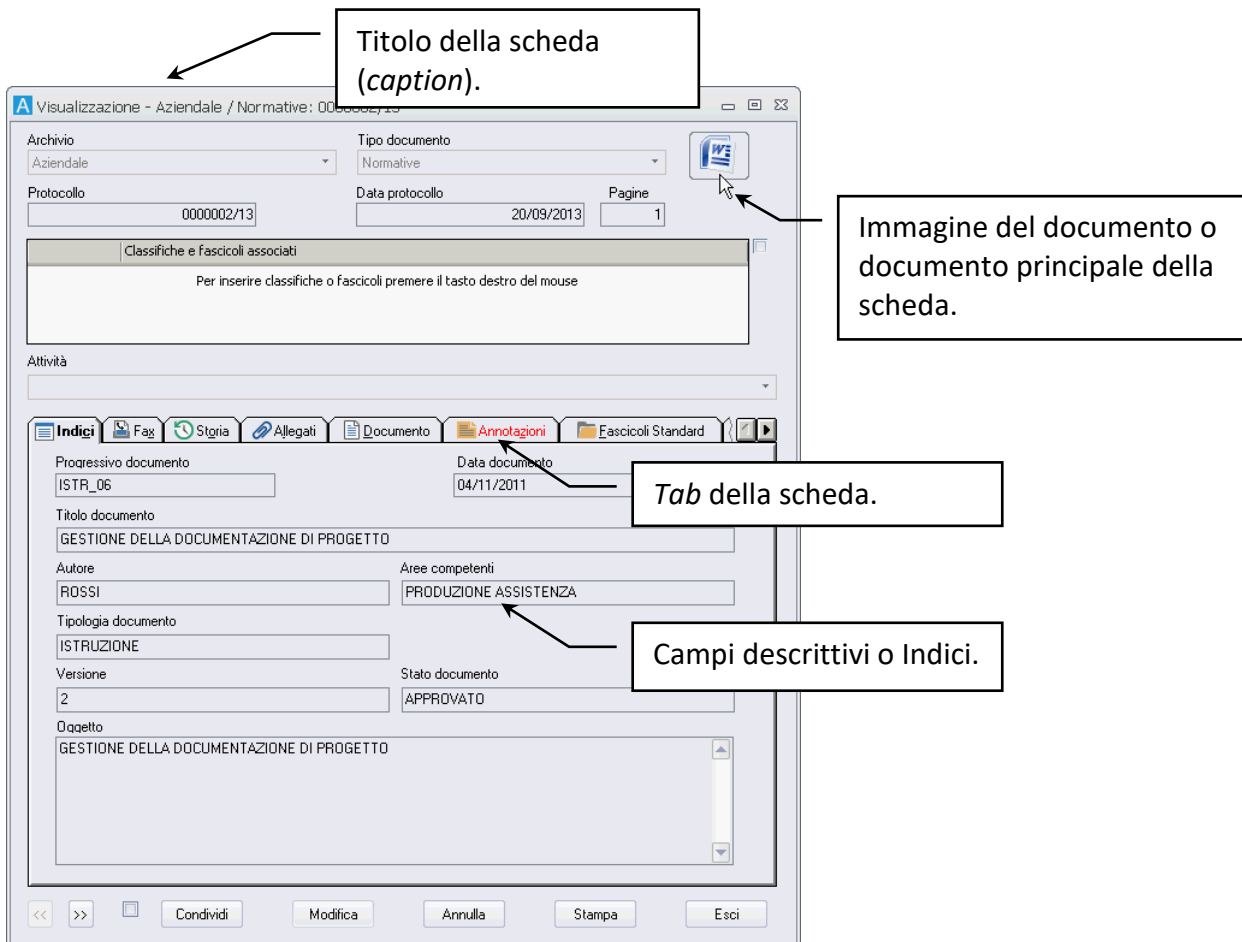 Titolo della scheda
(caption).
A Visualizzazione - Aziendale / Normative: 0000002/13
Archivio
Tipo documento
Aziendale
Normative
W
Protocollo
Data protocollo
Pagine
0000002/13
20/09/2013
1
Immagine del documento o
documento principale della
scheda.
Classifiche e fascicoli associati
Per inserire classifiche o fascicoli premere il tasto destro del mouse
Attività
Indici
Fax
Storia
Allegati
Documento
Annotazioni
Fascicoli Standard
Progressivo documento
Data documento
ISTR_06
04/11/2011
Tab della scheda.
Titolo documento
GESTIONE DELLA DOCUMENTAZIONE DI PROGETTO
Autore
Aree competenti
ROSSI
PRODUZIONE ASSISTENZA
Tipologia documento
ISTRUZIONE
Campi descrittivi o Indici.
Versione
Stato documento
2
APPROVATO
Oggetto
GESTIONE DELLA DOCUMENTAZIONE DI PROGETTO
<< >> Condividi Modifica Annulla Stampa Esci